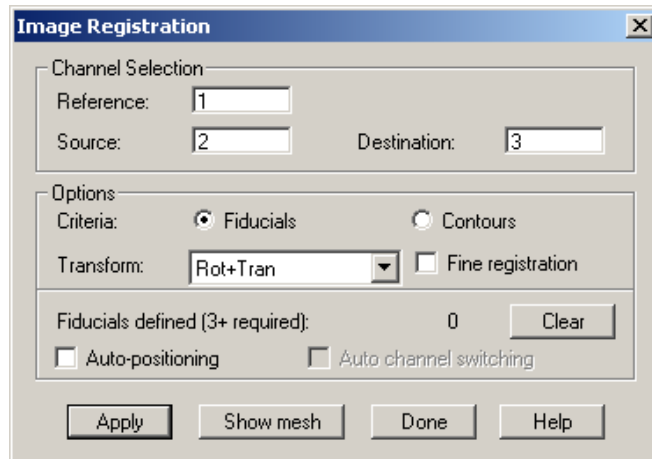 Image Registration
Channel Selection
Reference: 1
Source: 2 Destination: 3
Options
Criteria: Fiducials Contours
Transform: Rot+Tran Fine registration
Fiducials defined (3+ required): 0 Clear
Auto-positioning Auto channel switching
Apply Show mesh Done Help